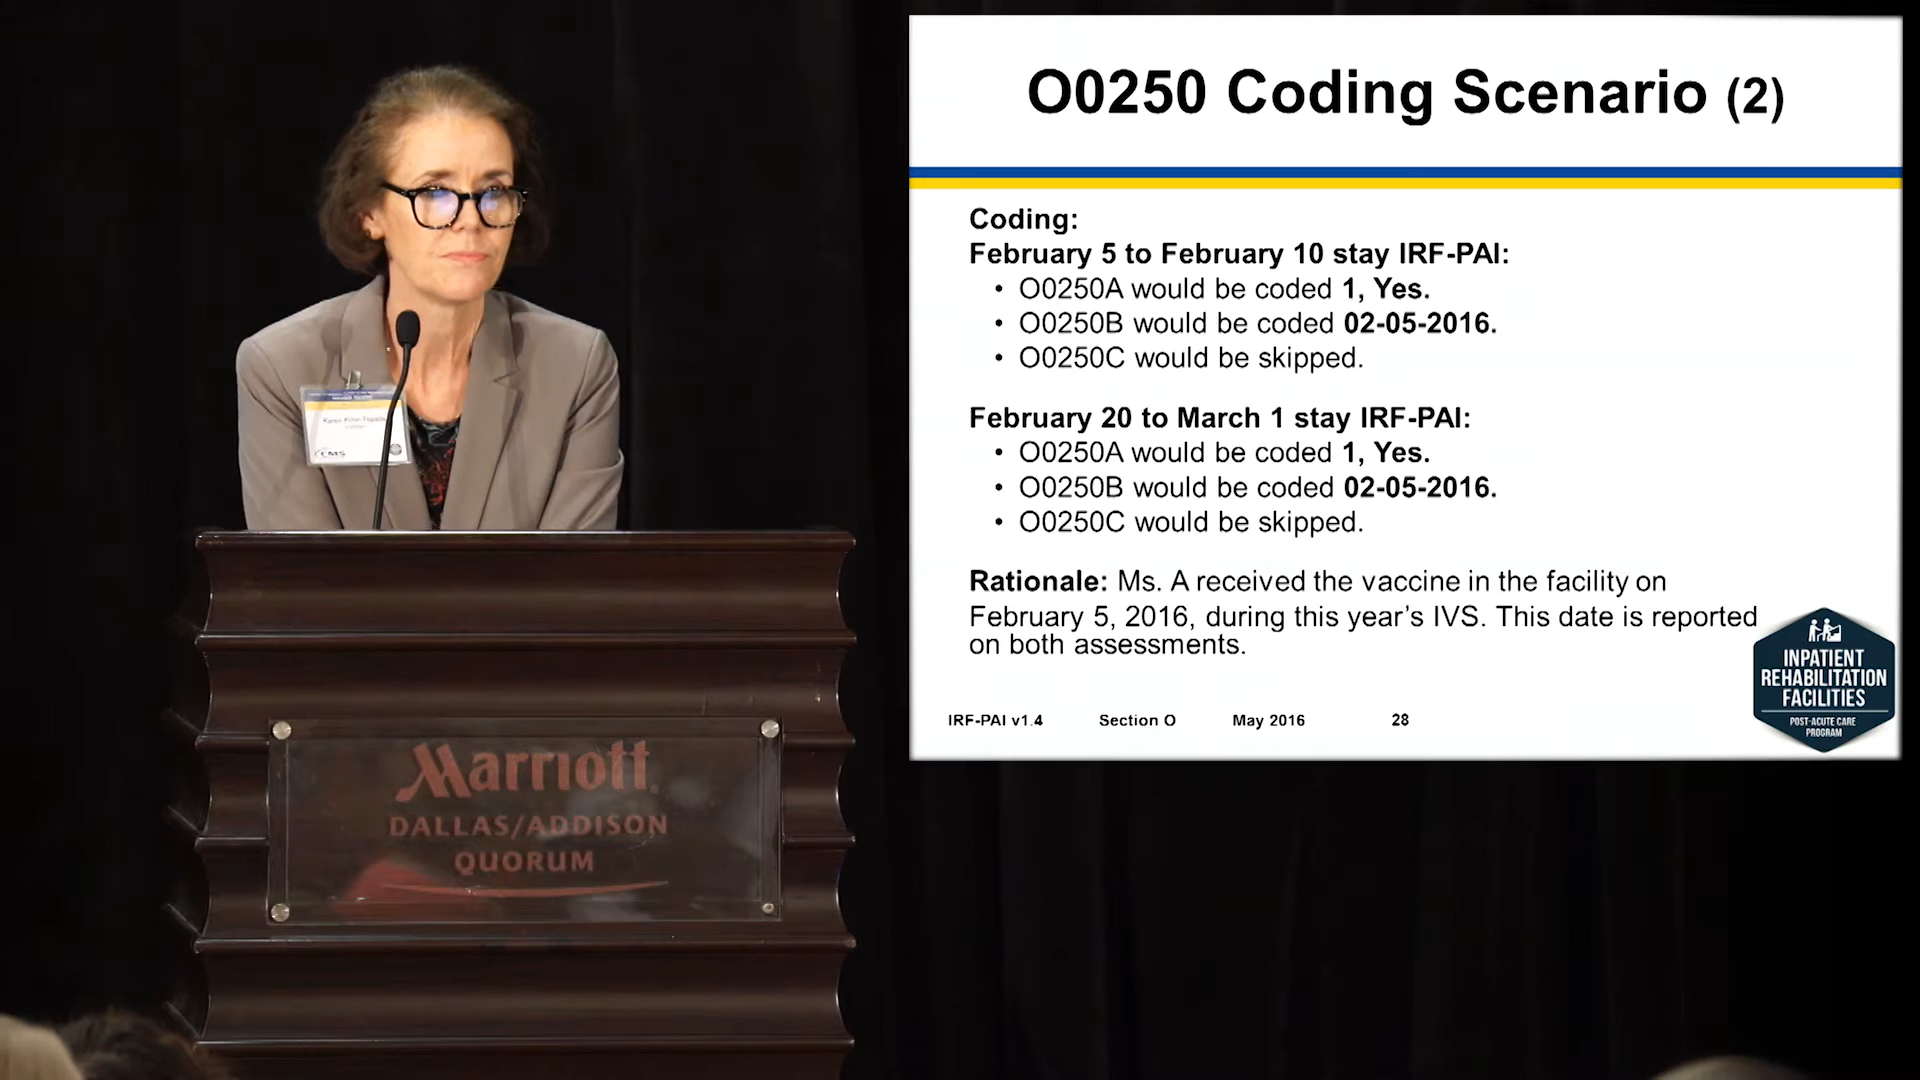 O0250 Coding Scenario (2)
Coding:
February 5 to February 10 stay IRF-PAI:
• O0250A would be coded 1, Yes.
• O0250B would be coded 02-05-2016.
• O0250C would be skipped.
February 20 to March 1 stay IRF-PAI:
• O0250A would be coded 1, Yes.
• O0250B would be coded 02-05-2016.
• O0250C would be skipped.
Rationale: Ms. A received the vaccine in the facility on
February 5, 2016, during this year’s IVS. This date is reported
on both assessments.
IRF-PAI v1.4 Section O May 2016 28
INPATIENT
REHABILITATION
FACILITIES
POST-ACUTE CARE
PROGRAM
CMS
Marriott
DALLAS/ADDISON
QUORUM